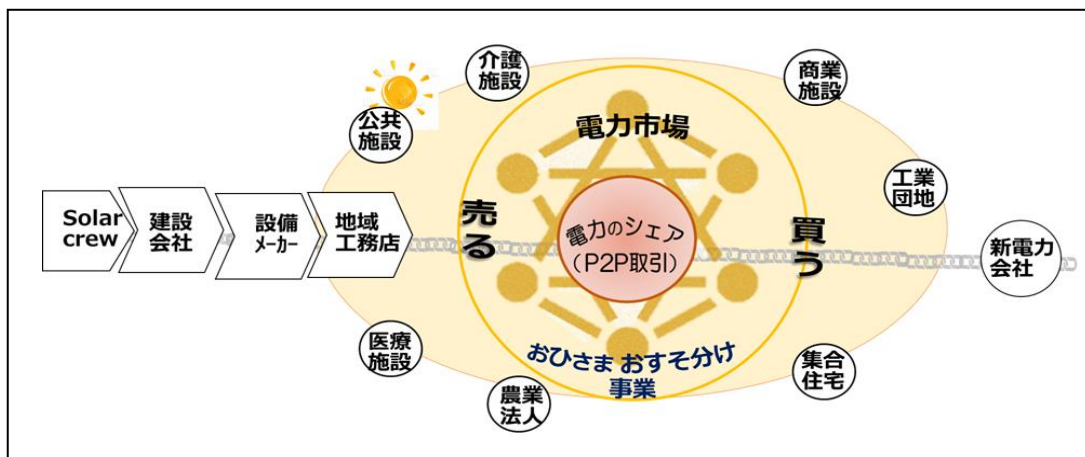 介護
施設
商業
施設
公共
施設
電力市場
工業
団地
Solar
crew
建設
会社
設備
メーカー
地域
工務店
売る
電力のシェア
(P2P取引)
買う
新電力
会社
医療
施設
おひさま おすそ分け
事業
集合
住宅
農業
法人